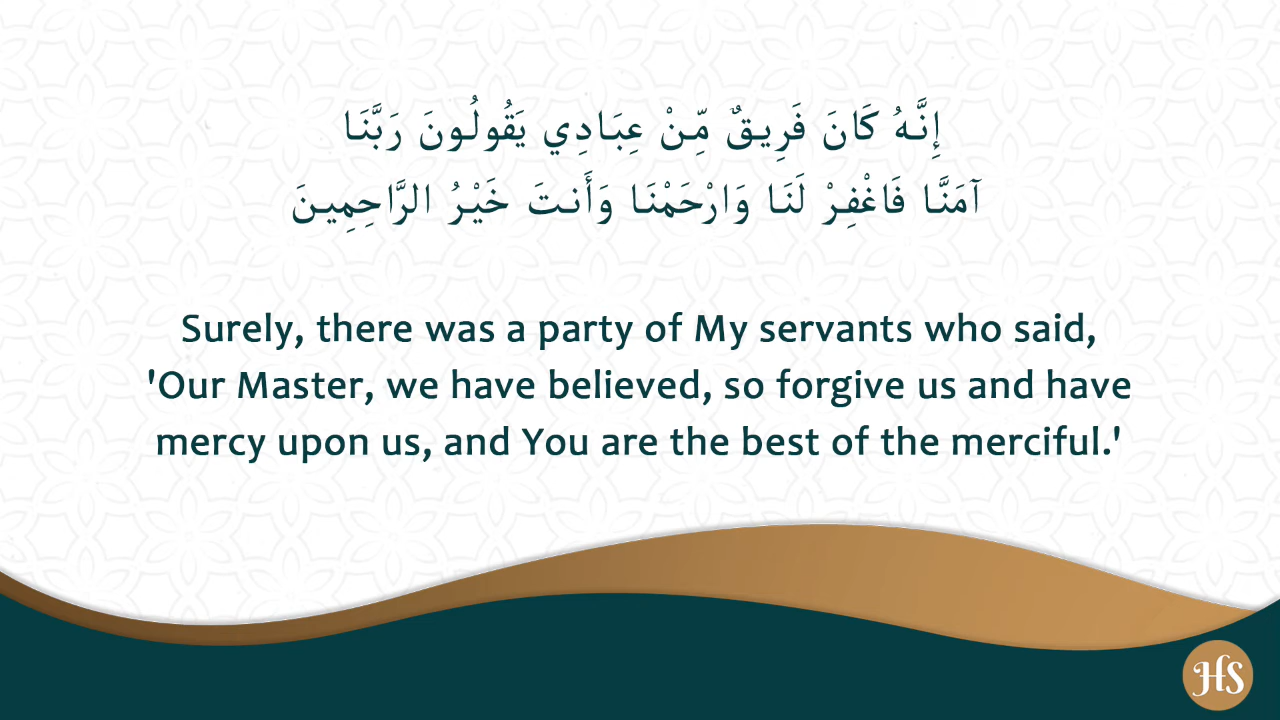 إِنَّهُ كَانَ فَرِيقٌ مِّنْ عِبَادِي يَقُولُونَ رَبَّنَا
آمَنَّا فَاغْفِرْ لَنَا وَارْحَمْنَا وَأَنتَ خَيْرُ الرَّاحِمِينَ
Surely, there was a party of My servants who said,
'Our Master, we have believed, so forgive us and have
mercy upon us, and You are the best of the merciful.'
HS